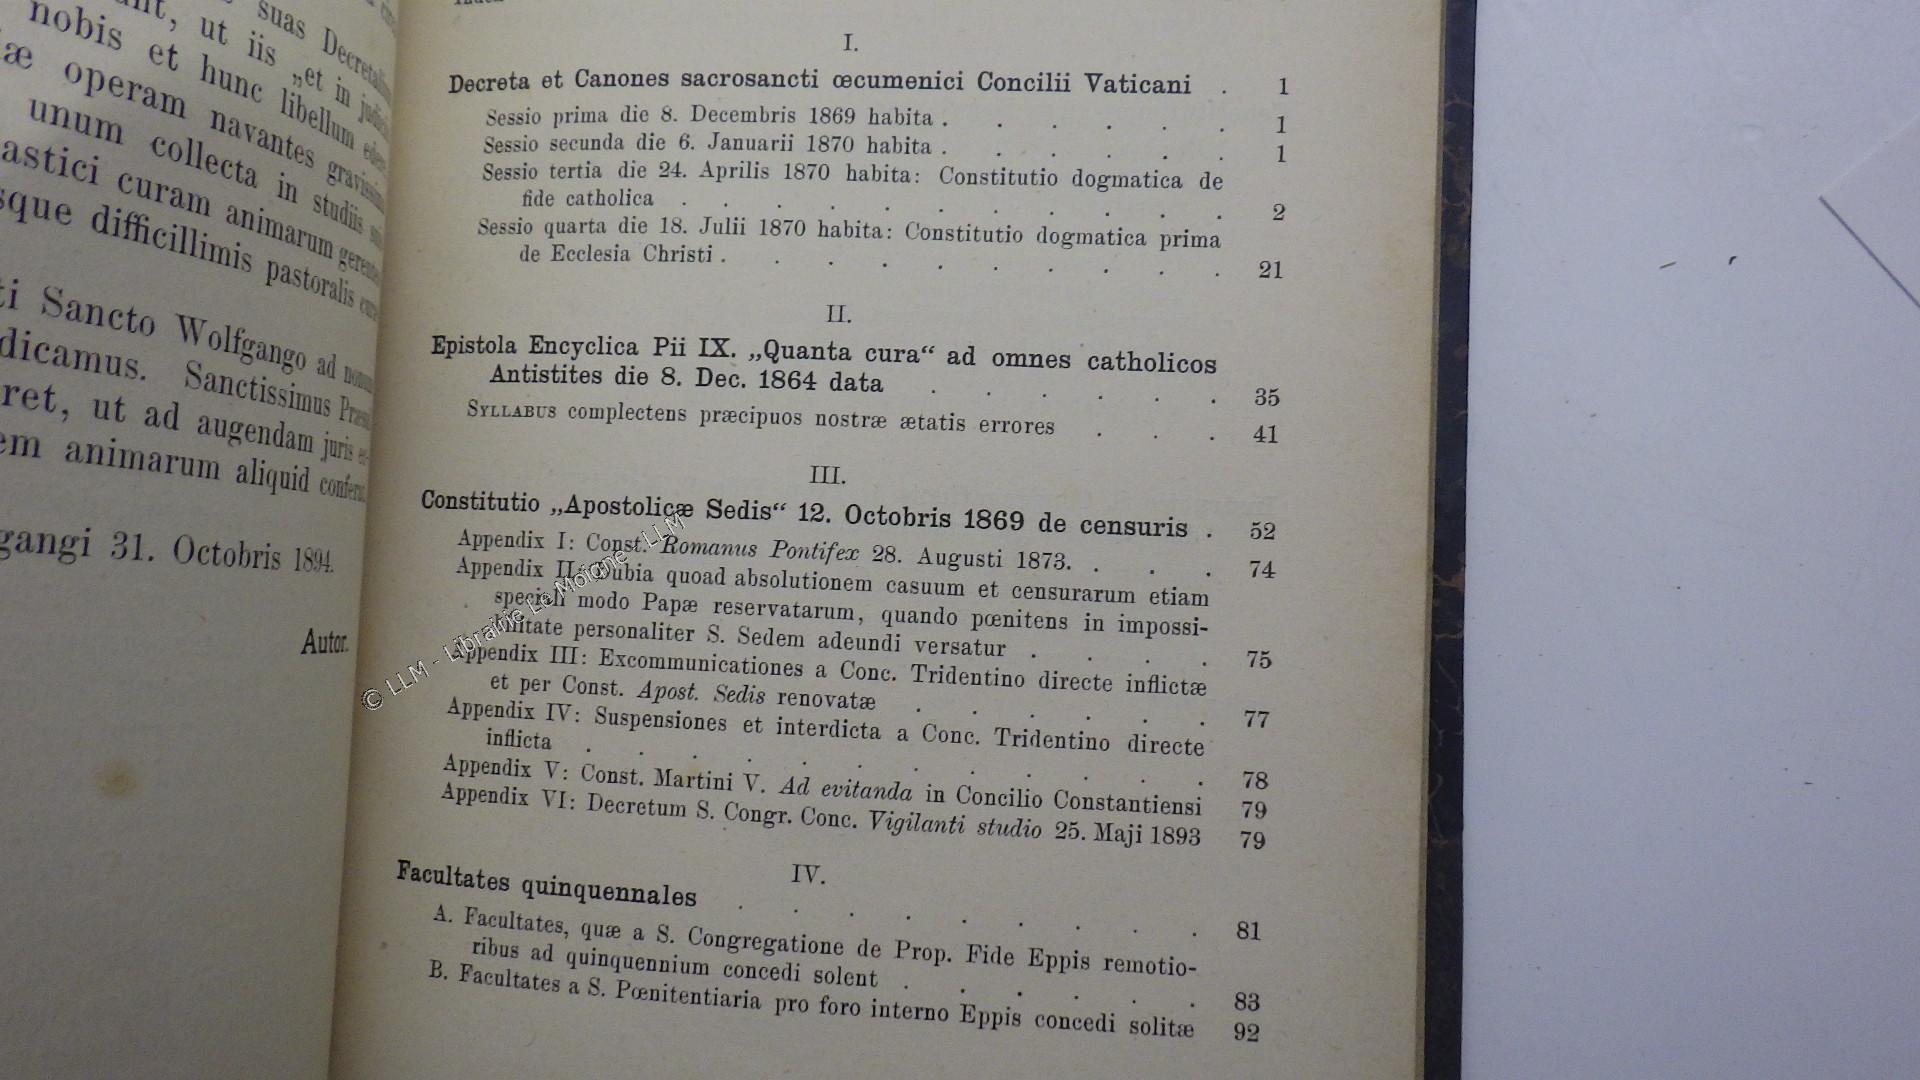 suas Decretalium
ut iis „et in
nobis et hunc libellum
operam navantes
unum collecta in studiis
curam animarum gerentes
difficillimis pastoralis
Sancto Wolfgango ad
dicamus. Sanctissimus
ut ad augendam juris
animarum aliquid
31. Octobris 1894.
Autor.
Index
I.
Decreta et Canones sacrosancti œcumenici Concilii Vaticani . 1
Sessio prima die 8. Decembris 1869 habita . . . . . 1
Sessio secunda die 6. Januarii 1870 habita . . . . . 1
Sessio tertia die 24. Aprilis 1870 habita: Constitutio dogmatica de
fide catholica . . . . . . . . . . . 2
Sessio quarta die 18. Julii 1870 habita: Constitutio dogmatica prima
de Ecclesia Christi . . . . . . . . . . 21
II.
Epistola Encyclica Pii IX. „Quanta cura“ ad omnes catholicos
Antistites die 8. Dec. 1864 data . . . . . . 35
SYLLABUS complectens præcipuos nostræ ætatis errores . . . 41
III.
Constitutio „Apostolicæ Sedis“ 12. Octobris 1869 de censuris . 52
Appendix I: Const. Romanus Pontifex 28. Augusti 1873. . . . 74
Appendix II: Dubia quoad absolutionem casuum et censurarum etiam
speciali modo Papæ reservatarum, quando pœnitens in impossi-
bilitate personaliter S. Sedem adeundi versatur . . . . 75
Appendix III: Excommunicationes a Conc. Tridentino directe inflictæ
et per Const. Apost. Sedis renovatæ . . . . . . 77
Appendix IV: Suspensiones et interdicta a Conc. Tridentino directe
inflicta . . . . . . . . . . . . 78
Appendix V: Const. Martini V. Ad evitanda in Concilio Constantiensi 79
Appendix VI: Decretum S. Congr. Conc. Vigilanti studio 25. Maji 1893 79
IV.
Facultates quinquennales . . . . . . . . . 81
A. Facultates, quæ a S. Congregatione de Prop. Fide Eppis remotio-
ribus ad quinquennium concedi solent . . . . . . 83
B. Facultates a S. Pœnitentiaria pro foro interno Eppis concedi solitæ 92
© LLM - Librairie Le Moigne - LLM